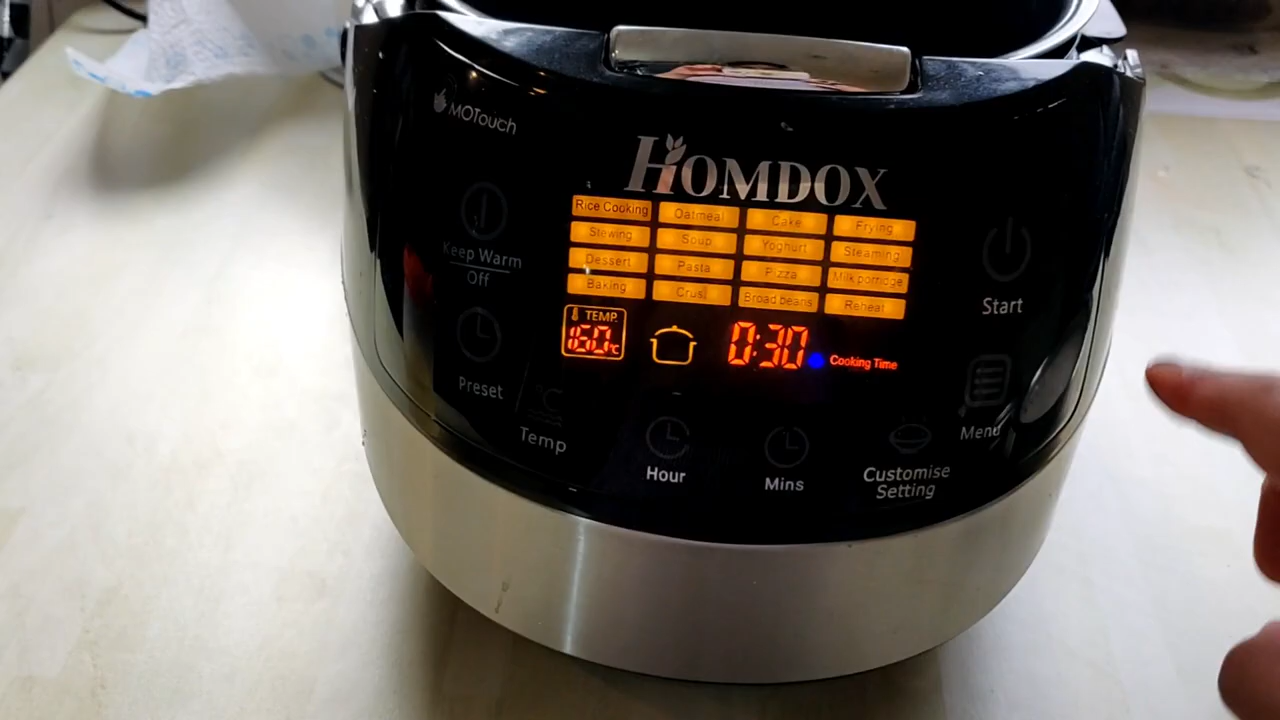 MOTouch
HOMDOX
Rice Cooking Oatmeal Cake Frying
Stewing Soup Yoghurt Steaming
Dessert Pasta Pizza Milk porridge
Baking Crust Broad beans Reheat
Keep Warm
Off
Start
TEMP.
160°C
0:30
Cooking Time
Preset
Temp
Hour
Mins
Customise
Setting
Menu